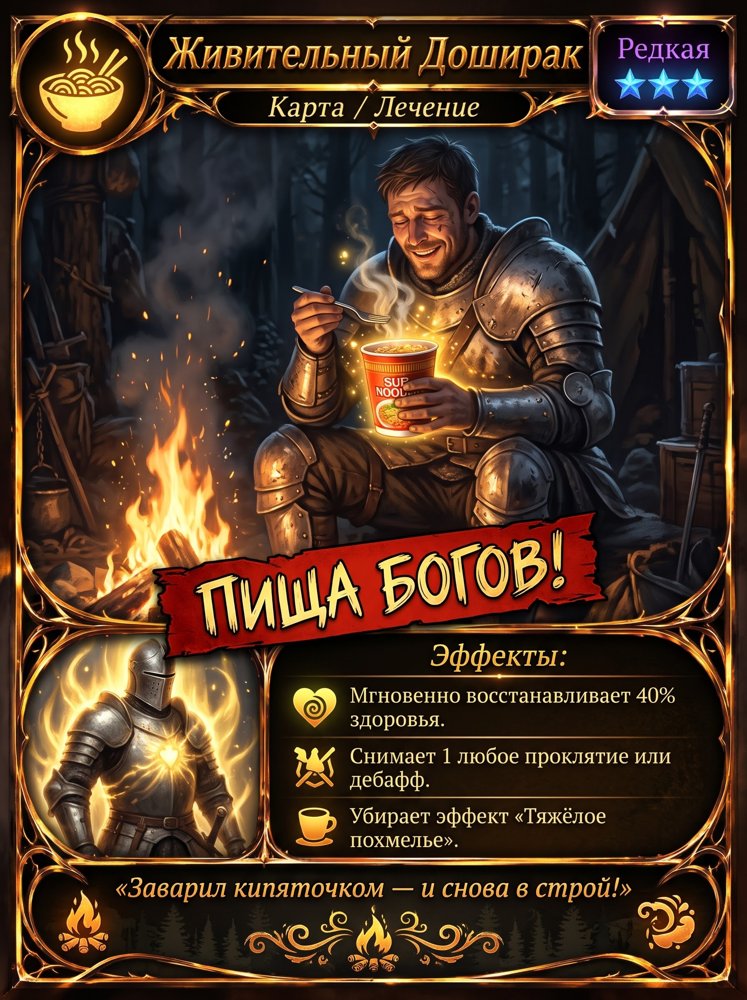 Живительный Доширак
Редкая
Карта / Лечение
SUP
ПИЩА БОГОВ!
Эффекты:
Мгновенно восстанавливает 40%
здоровья.
Снимает 1 любое проклятие или
дебафф.
Убирает эффект «Тяжёлое
похмелье».
«Заварил кипяточком — и снова в строй!»